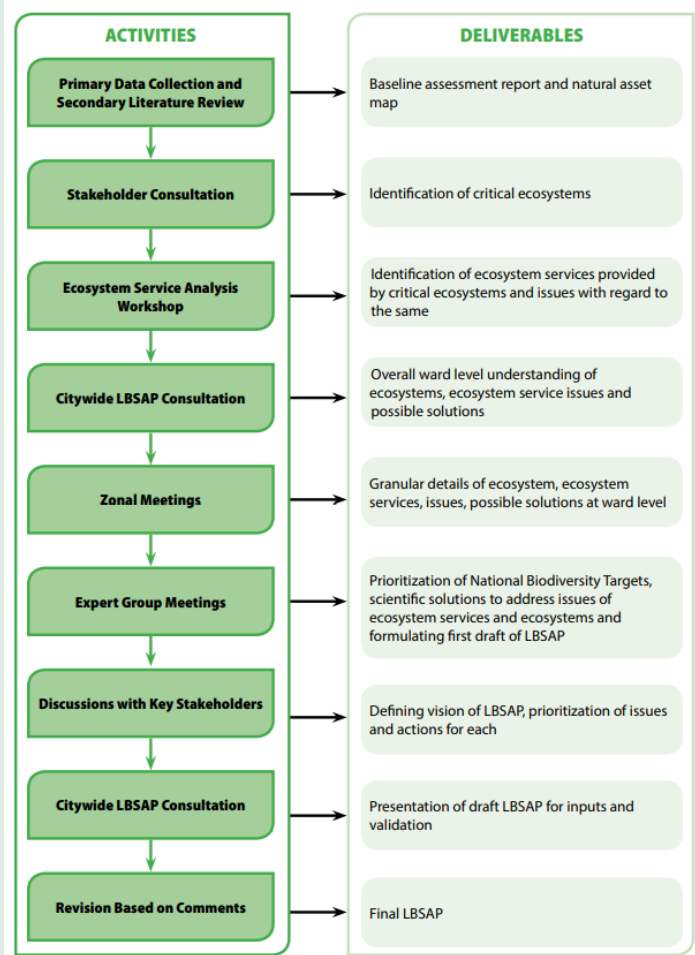 ACTIVITIES
DELIVERABLES
Primary Data Collection and
Secondary Literature Review
Baseline assessment report and natural asset
map
Stakeholder Consultation
Identification of critical ecosystems
Ecosystem Service Analysis
Workshop
Identification of ecosystem services provided
by critical ecosystems and issues with regard to
the same
Citywide LBSAP Consultation
Overall ward level understanding of
ecosystems, ecosystem service issues and
possible solutions
Zonal Meetings
Granular details of ecosystem, ecosystem
services, issues, possible solutions at ward level
Expert Group Meetings
Prioritization of National Biodiversity Targets,
scientific solutions to address issues of
ecosystem services and ecosystems and
formulating first draft of LBSAP
Discussions with Key Stakeholders
Defining vision of LBSAP, prioritization of issues
and actions for each
Citywide LBSAP Consultation
Presentation of draft LBSAP for inputs and
validation
Revision Based on Comments
Final LBSAP